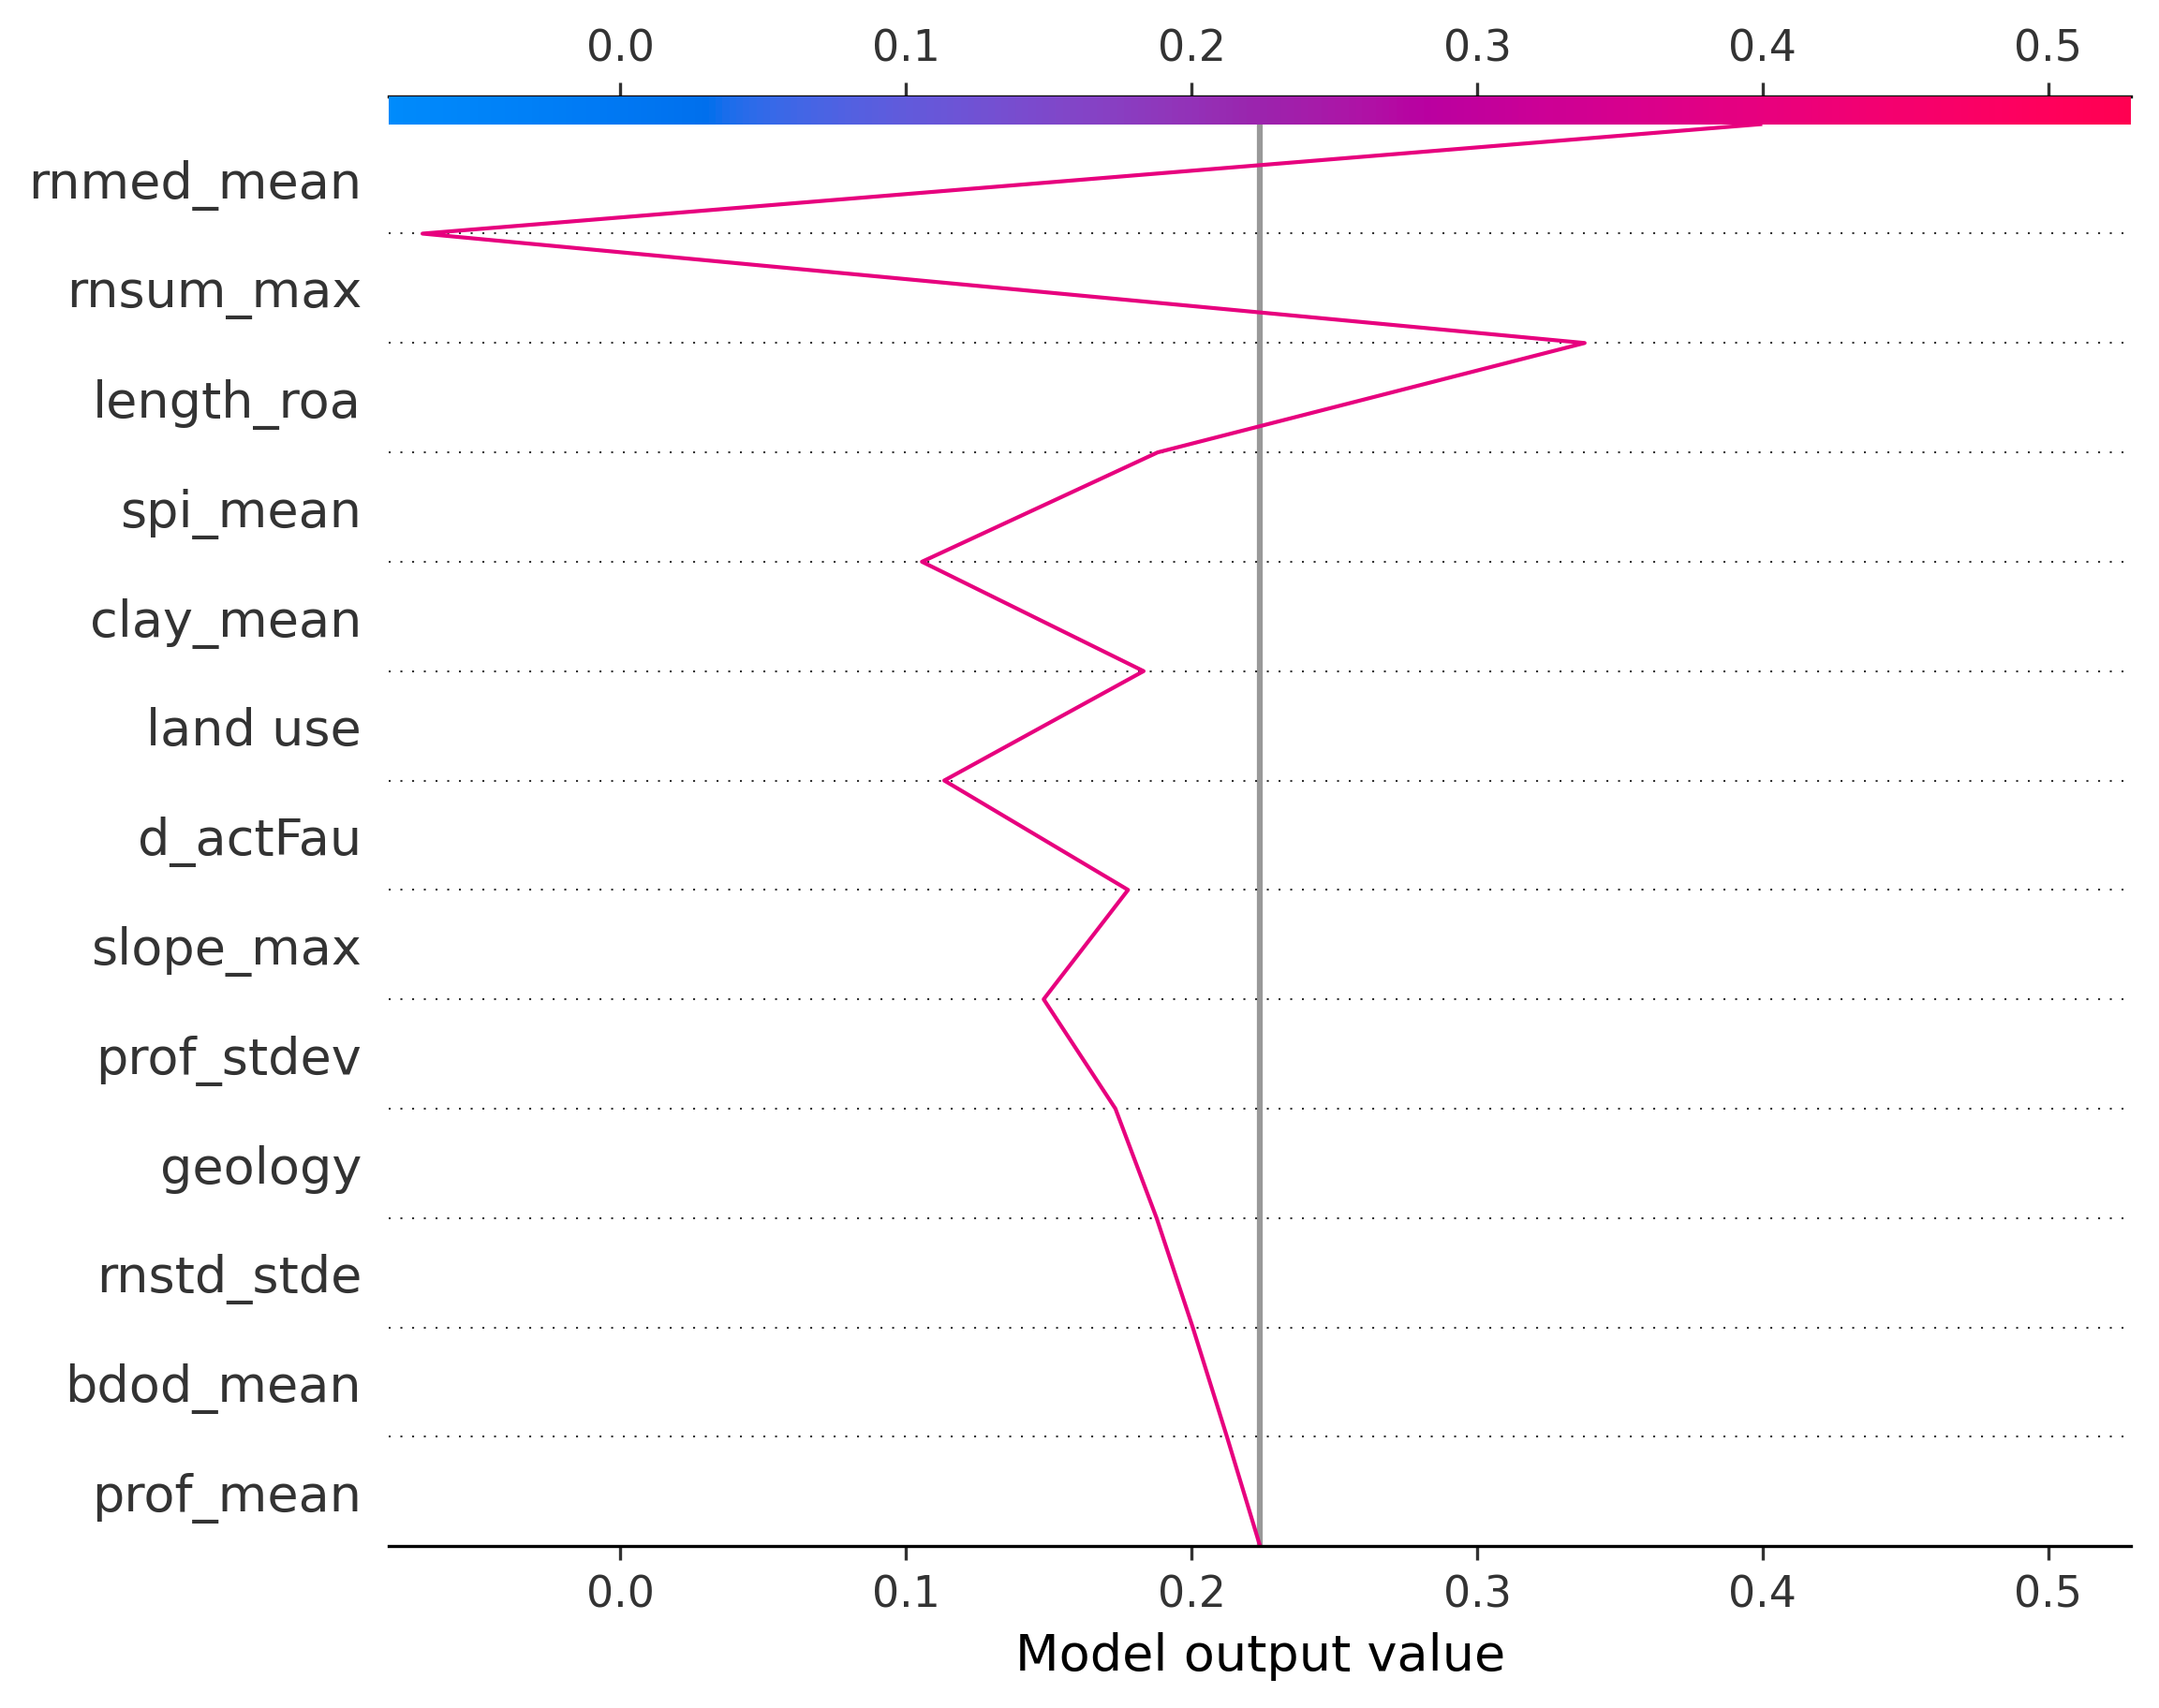 0.0 0.1 0.2 0.3 0.4 0.5
rnmed_mean
rnsum_max
length_roa
spi_mean
clay_mean
land use
d_actFau
slope_max
prof_stdev
geology
rnstd_stde
bdod_mean
prof_mean
0.0 0.1 0.2 0.3 0.4 0.5
Model output value